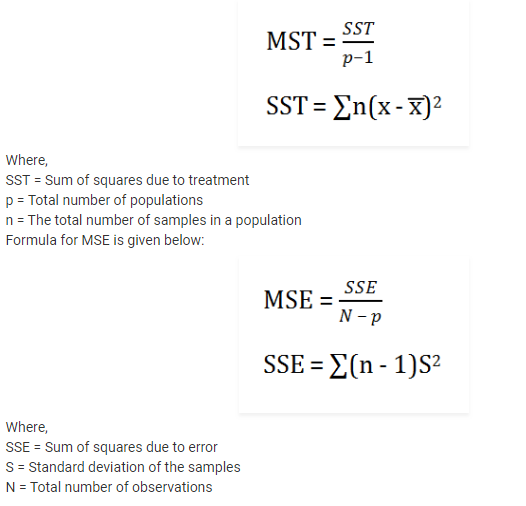 MST = SST
p−1
SST = ∑n(x - x̅)²
Where,
SST = Sum of squares due to treatment
p = Total number of populations
n = The total number of samples in a population
Formula for MSE is given below:
MSE = SSE
N − p
SSE = ∑(n - 1)S²
Where,
SSE = Sum of squares due to error
S = Standard deviation of the samples
N = Total number of observations